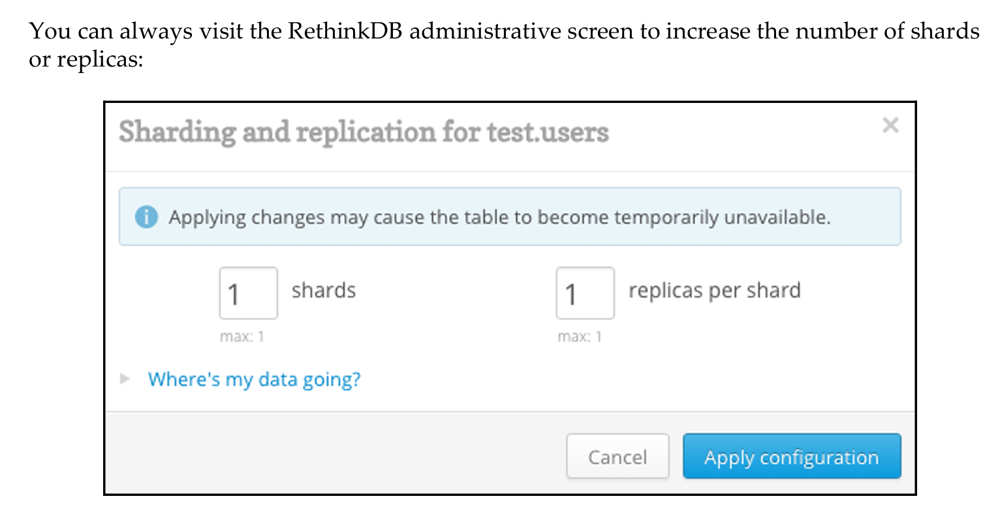 You can always visit the RethinkDB administrative screen to increase the number of shards
or replicas:
Sharding and replication for test.users
×
i
Applying changes may cause the table to become temporarily unavailable.
1 shards
1 replicas per shard
max: 1
max: 1
Where's my data going?
Cancel
Apply configuration